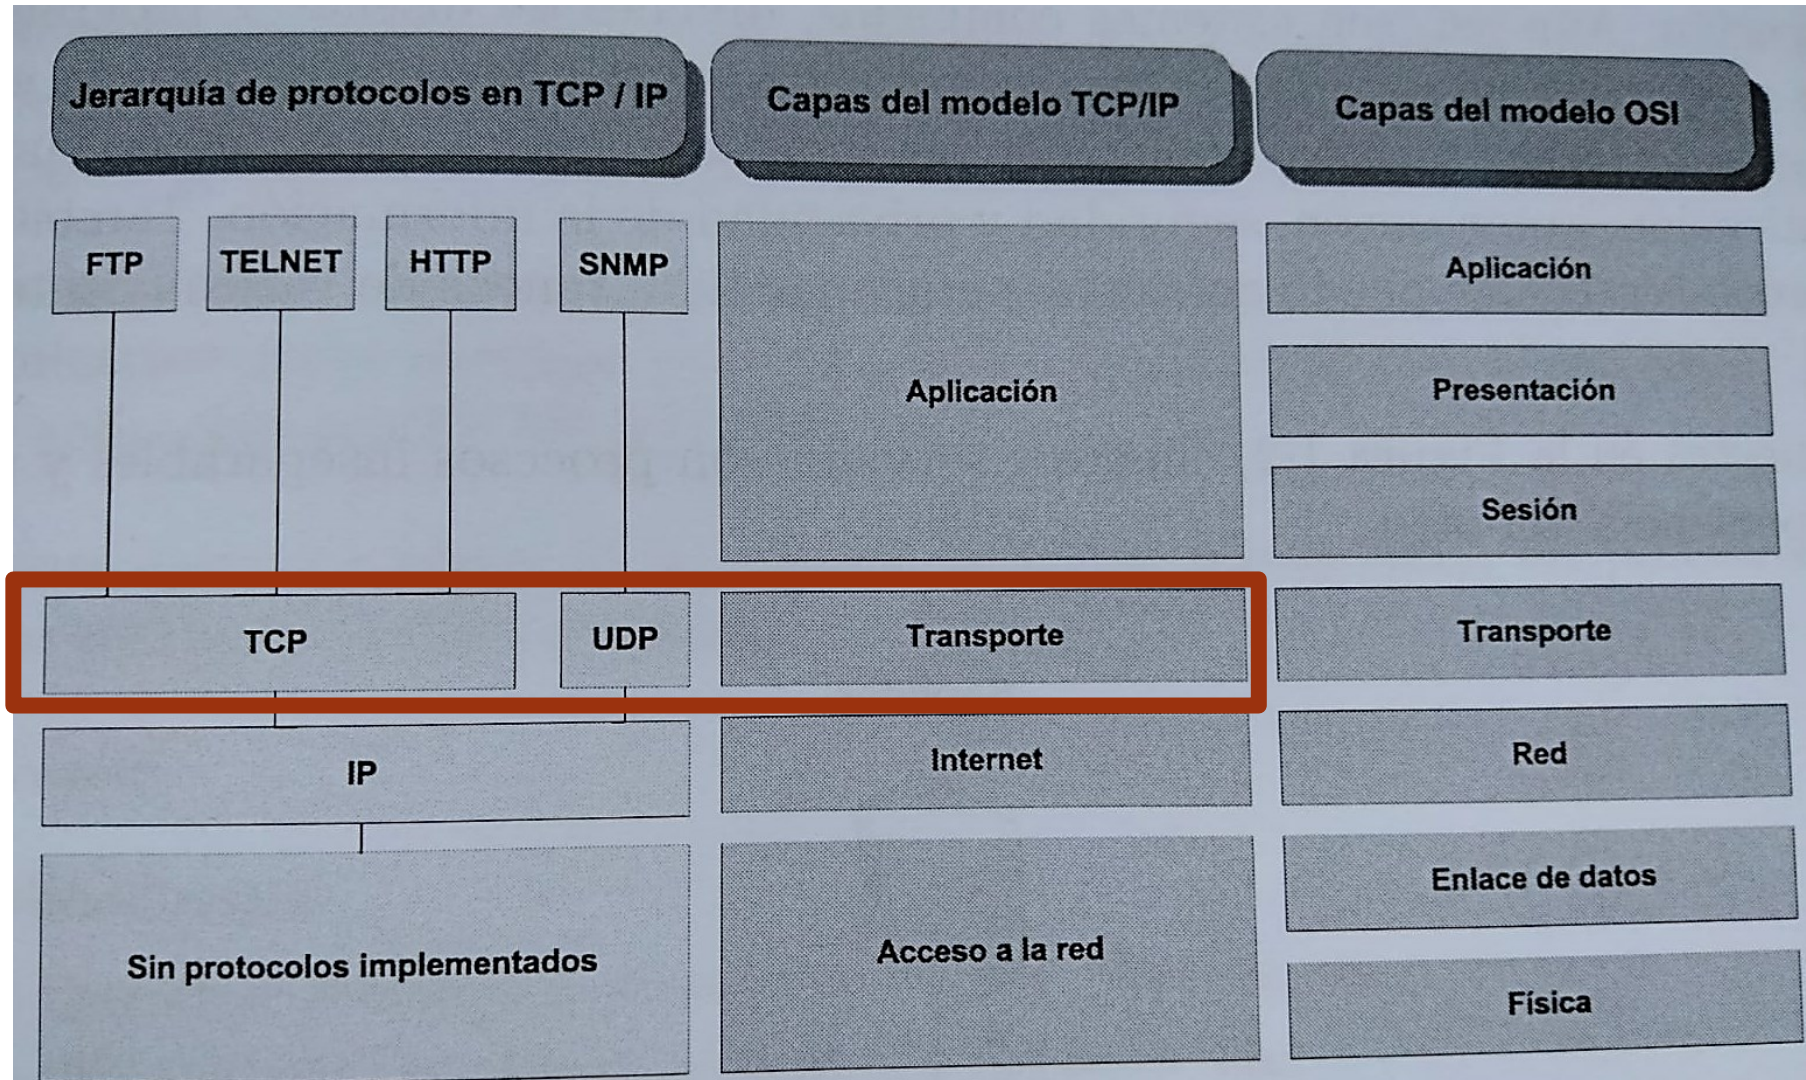 Jerarquía de protocolos en TCP / IP
Capas del modelo TCP/IP
Capas del modelo OSI
FTP
TELNET
HTTP
SNMP
Aplicación
Aplicación
Presentación
Sesión
TCP
UDP
Transporte
Transporte
IP
Internet
Red
Sin protocolos implementados
Acceso a la red
Enlace de datos
Física